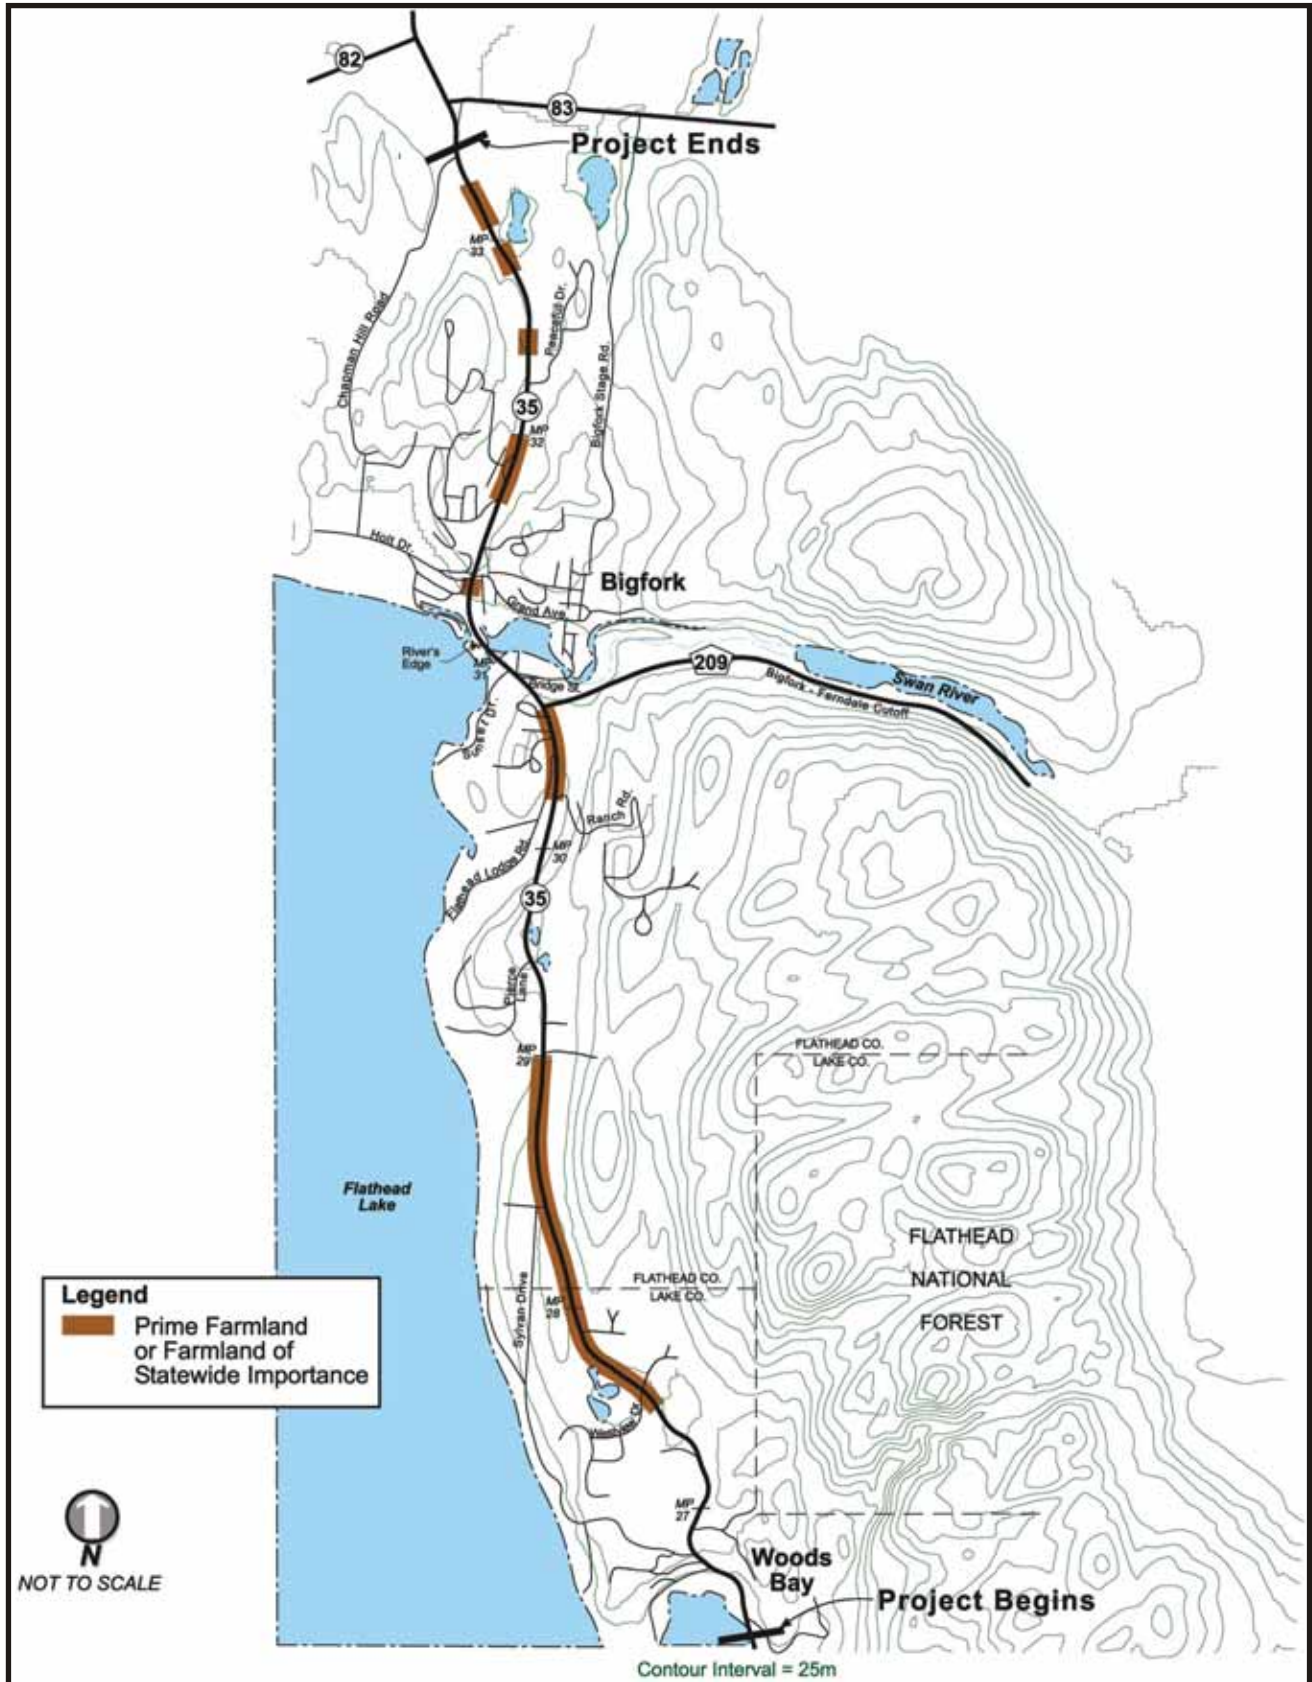 82
83
Project Ends
MP
33
Chapman Hill Road
Peaceful Dr.
Bigfork Stage Rd.
35
MP
32
Holt Dr.
Bigfork
Grand Ave
River's
Edge
MP
31
Bridge St.
209
Swan River
Bigfork - Ferndale Cutoff
Ranch Rd.
MP
30
Flathead Lodge Rd.
35
Pierce
Lane
MP
29
FLATHEAD CO.
LAKE CO.
Flathead
Lake
FLATHEAD
NATIONAL
FOREST
FLATHEAD CO.
LAKE CO.
Sylvan Drive
MP
28
Legend
Prime Farmland
or Farmland of
Statewide Importance
MP
27
N
NOT TO SCALE
Woods
Bay
Project Begins
Contour Interval = 25m